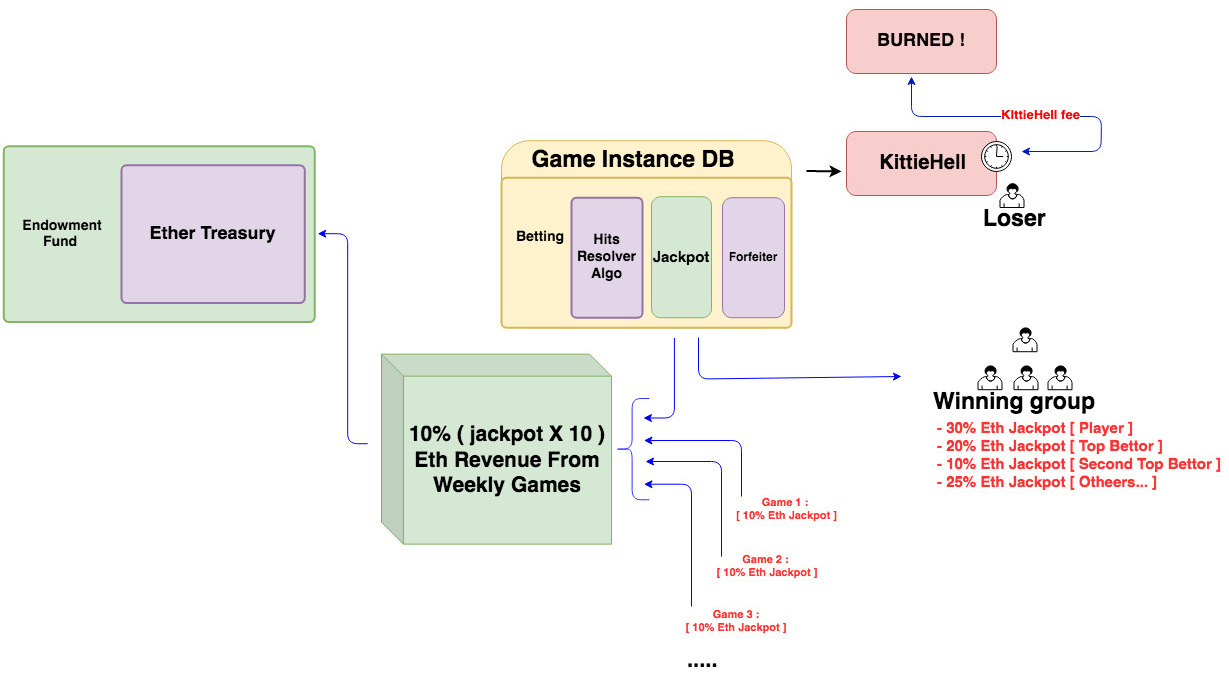 BURNED !
KIttieHell fee
KittieHell
Loser
Game Instance DB
Betting
Hits
Resolver
Algo
Jackpot
Forfeiter
Endowment
Fund
Ether Treasury
10% ( jackpot X 10 )
Eth Revenue From
Weekly Games
Winning group
- 30% Eth Jackpot [ Player ]
- 20% Eth Jackpot [ Top Bettor ]
- 10% Eth Jackpot [ Second Top Bettor ]
- 25% Eth Jackpot [ Otheers... ]
Game 1 :
[ 10% Eth Jackpot ]
Game 2 :
[ 10% Eth Jackpot ]
Game 3 :
[ 10% Eth Jackpot ]
.....